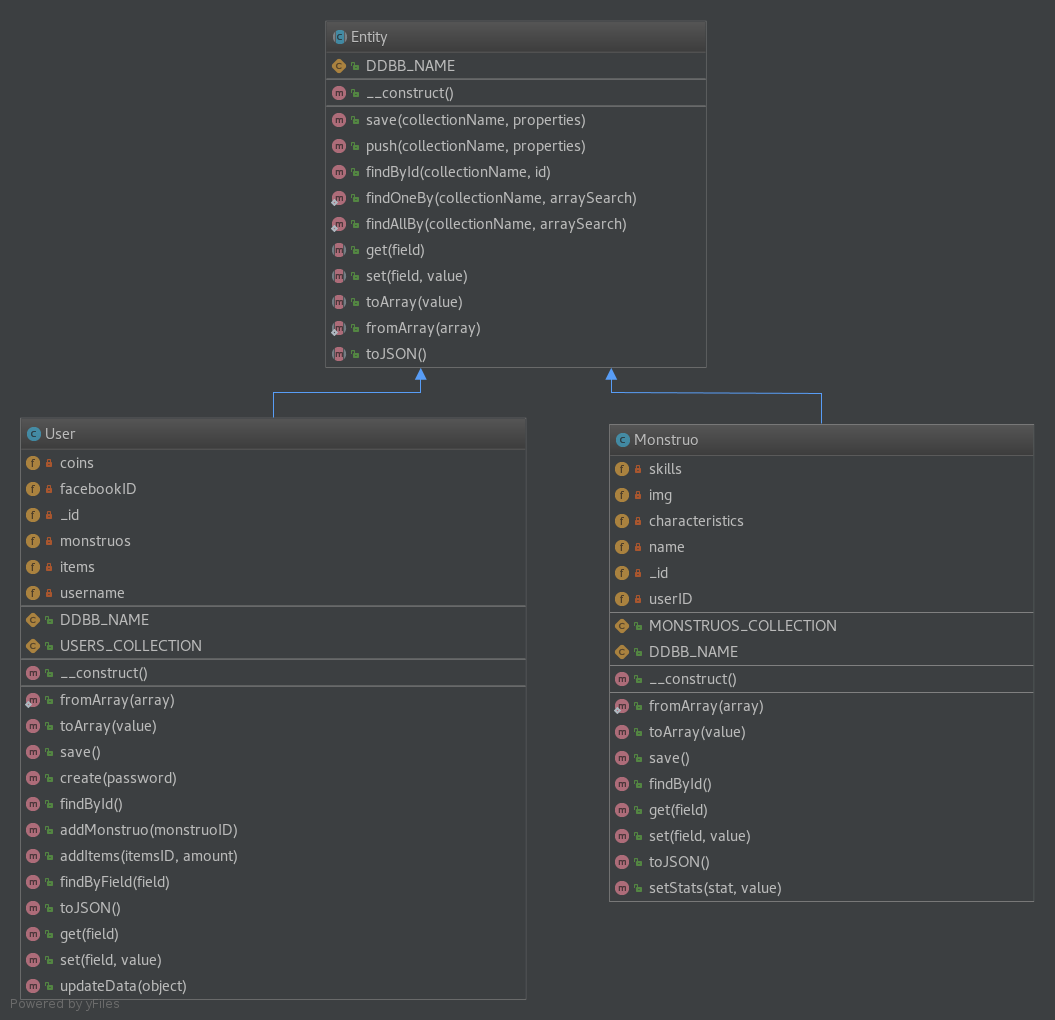 Entity
DDBB_NAME
__construct()
save(collectionName, properties)
push(collectionName, properties)
findById(collectionName, id)
findOneBy(collectionName, arraySearch)
findAllBy(collectionName, arraySearch)
get(field)
set(field, value)
toArray(value)
fromArray(array)
toJSON()
User
coins
facebookID
_id
monstruos
items
username
DDBB_NAME
USERS_COLLECTION
__construct()
fromArray(array)
toArray(value)
save()
create(password)
findById()
addMonstruo(monstruoID)
addItems(itemsID, amount)
findByField(field)
toJSON()
get(field)
set(field, value)
updateData(object)
Monstruo
skills
img
characteristics
name
_id
userID
MONSTRUOS_COLLECTION
DDBB_NAME
__construct()
fromArray(array)
toArray(value)
save()
findById()
get(field)
set(field, value)
toJSON()
setStats(stat, value)
Powered by yFiles